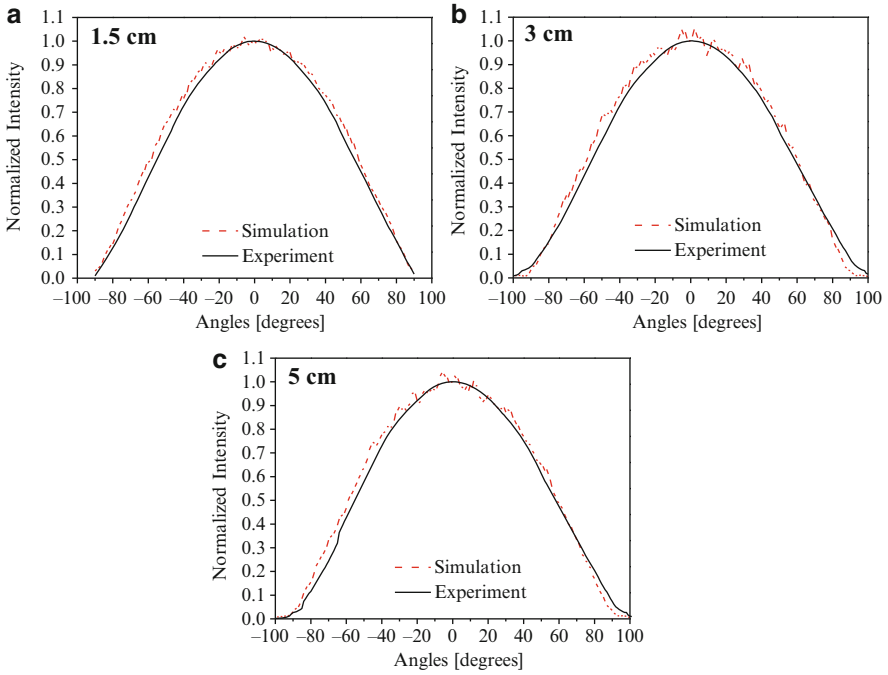 a
1.5 cm
Normalized Intensity
1.1
1.0
0.9
0.8
0.7
0.6
0.5
0.4
0.3
0.2
0.1
0.0
Simulation
Experiment
−100 −80 −60 −40 −20 0 20 40 60 80 100
Angles [degrees]
b
3 cm
Normalized Intensity
1.1
1.0
0.9
0.8
0.7
0.6
0.5
0.4
0.3
0.2
0.1
0.0
Simulation
Experiment
−100 −80 −60 −40 −20 0 20 40 60 80 100
Angles [degrees]
c
5 cm
Normalized Intensity
1.1
1.0
0.9
0.8
0.7
0.6
0.5
0.4
0.3
0.2
0.1
0.0
Simulation
Experiment
−100 −80 −60 −40 −20 0 20 40 60 80 100
Angles [degrees]